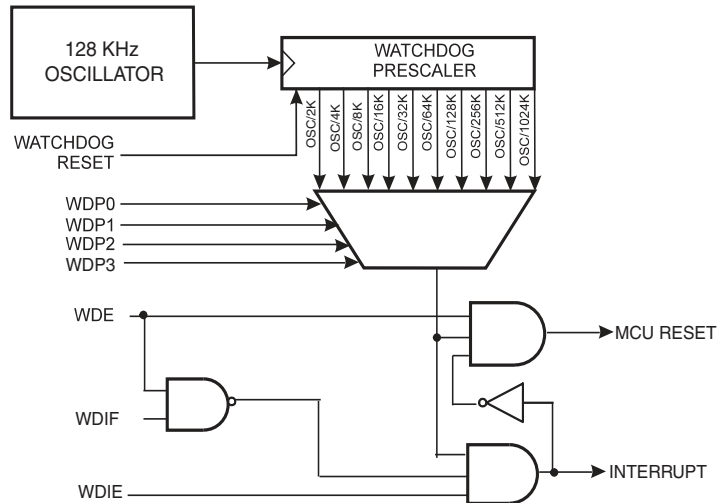 128 KHz
OSCILLATOR
WATCHDOG
PRESCALER
OSC/2K
OSC/4K
OSC/8K
OSC/16K
OSC/32K
OSC/64K
OSC/128K
OSC/256K
OSC/512K
OSC/1024K
WATCHDOG
RESET
WDP0
WDP1
WDP2
WDP3
WDE
MCU RESET
WDIF
WDIE
INTERRUPT